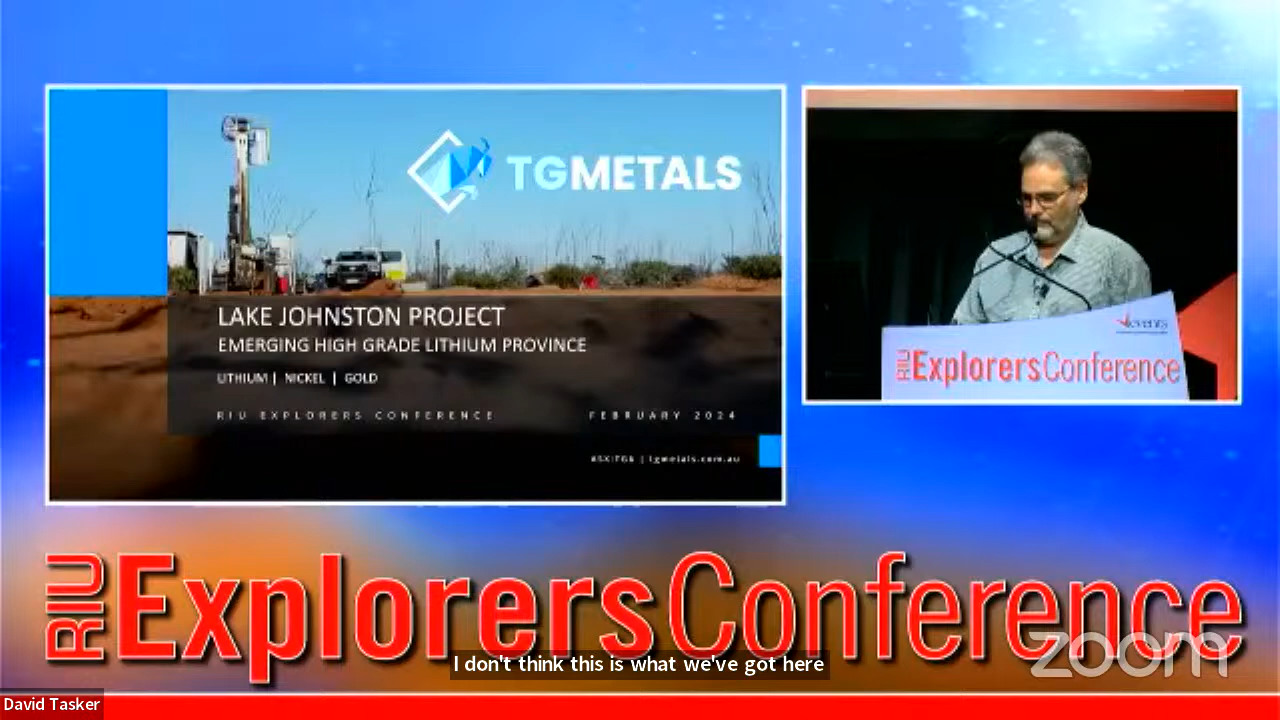 TGMETALS
LAKE JOHNSTON PROJECT
EMERGING HIGH GRADE LITHIUM PROVINCE
LITHIUM | NICKEL | GOLD
RIU EXPLORERS CONFERENCE FEBRUARY 2024
ASX:TG6 | tgmetals.com.au
Vevents
RIU ExplorersConference
RIU ExplorersConference
zoom
I don't think this is what we've got here
David Tasker